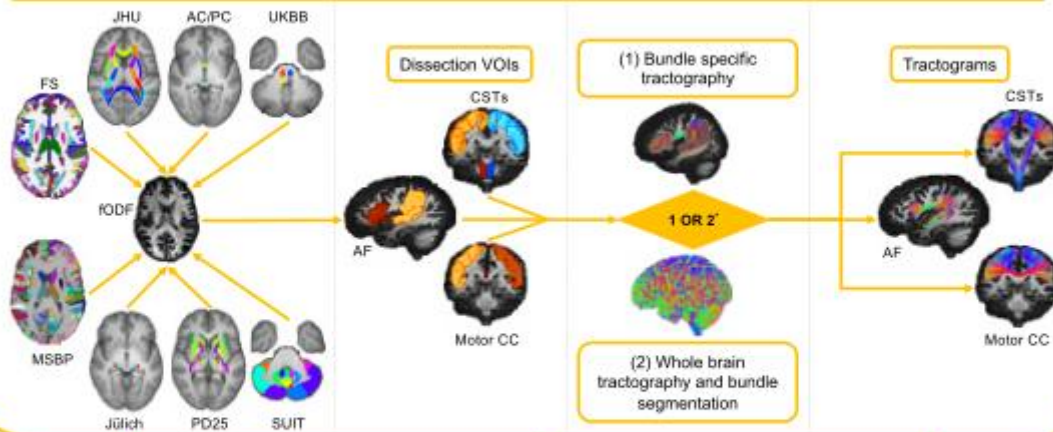 JHU
AC/PC
UKBB
FS
fODF
MSBP
Jülich
PD25
SUIT
Dissection VOIs
CSTs
AF
Motor CC
(1) Bundle specific
tractography
1 OR 2*
(2) Whole brain
tractography and bundle
segmentation
Tractograms
CSTs
AF
Motor CC